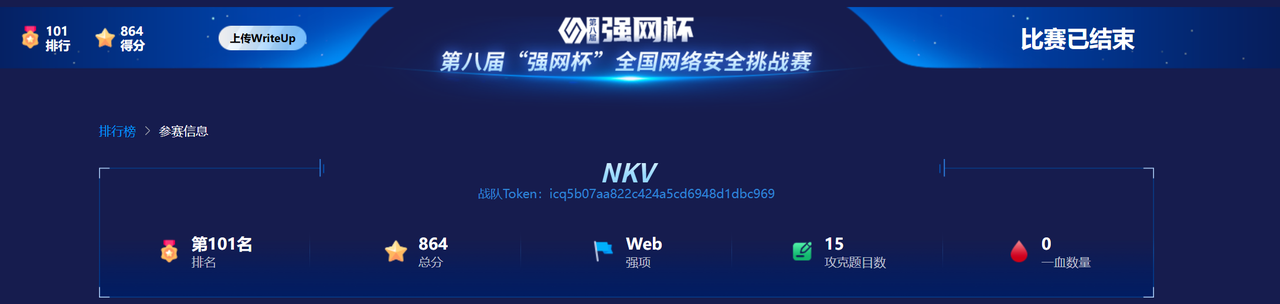 101
排行
864
得分
上传WriteUp
第八届
强网杯
第八届“强网杯”全国网络安全挑战赛
比赛已结束
排行榜 > 参赛信息
NKV
战队Token：icq5b07aa822c424a5cd6948d1dbc969
第101名
排名
864
总分
Web
强项
15
攻克题目数
0
一血数量